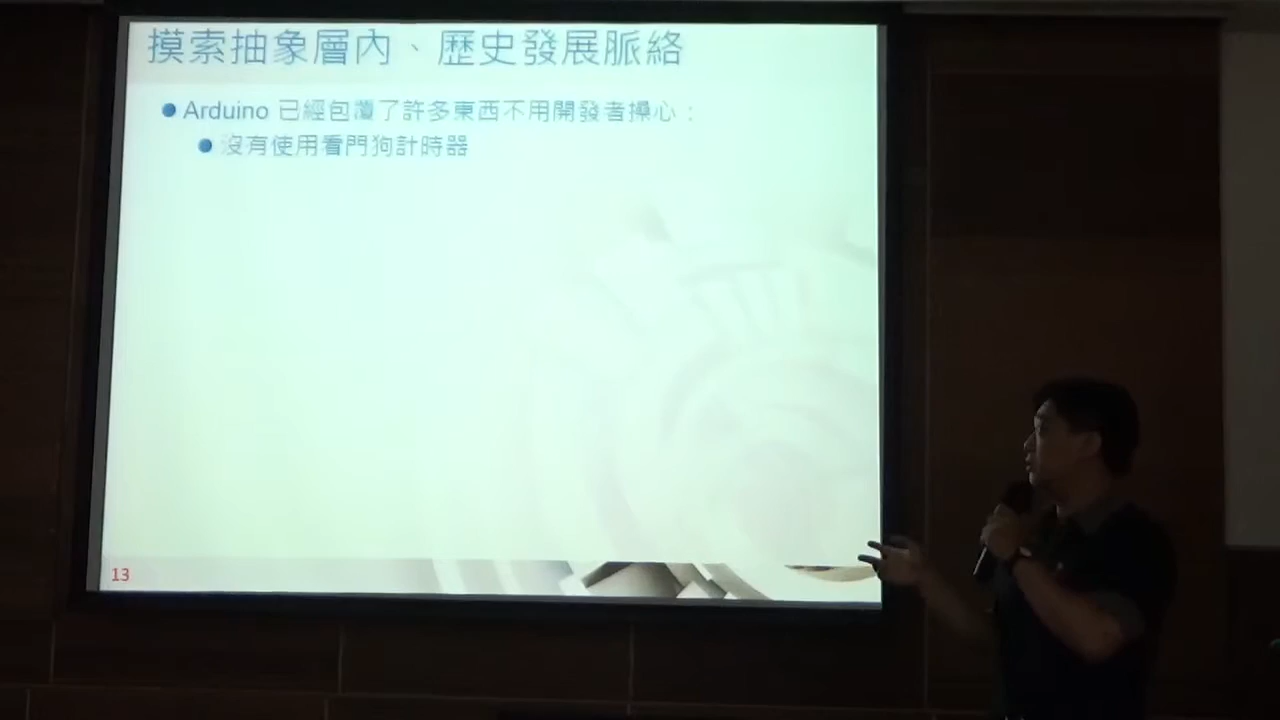 摸索抽象層內、歷史發展脈絡
Arduino 已經包覆了許多東西不用開發者操心：
沒有使用看門狗計時器
13